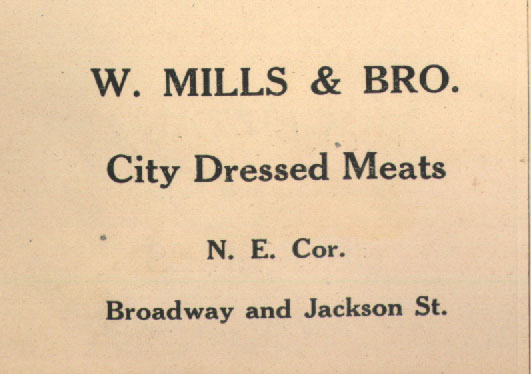 W. MILLS & BRO.
City Dressed Meats
N. E. Cor.
Broadway and Jackson St.